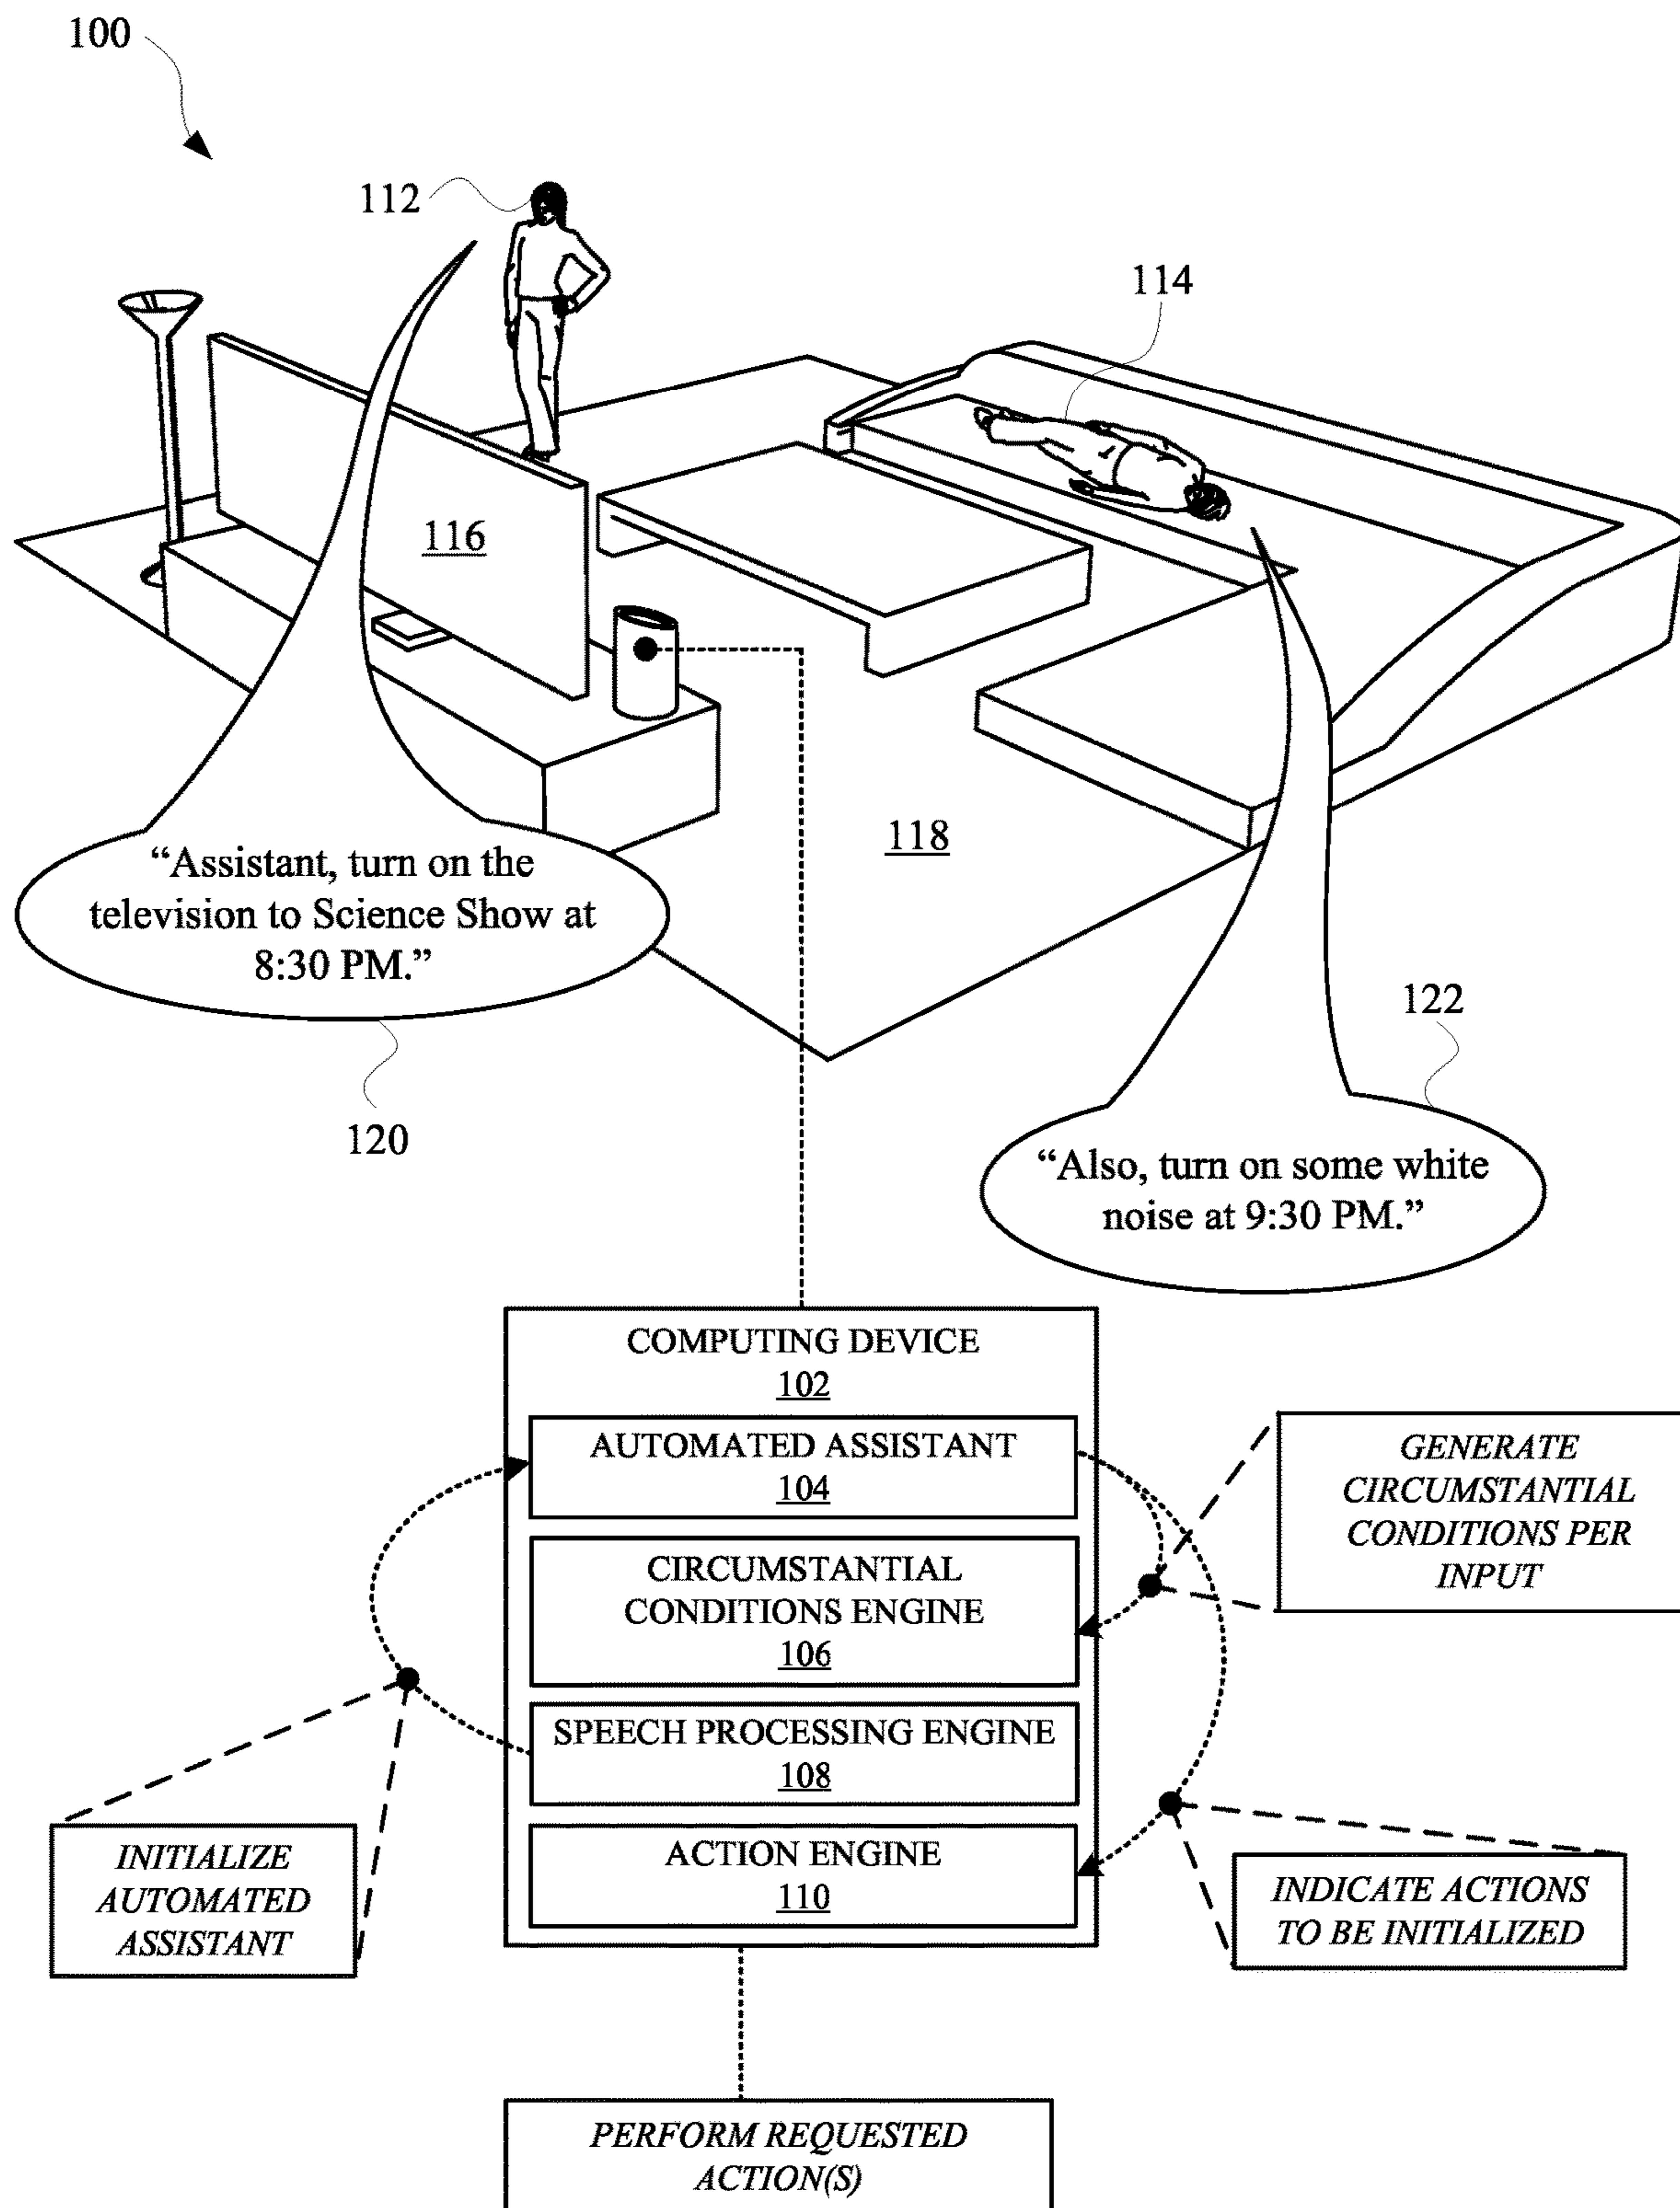 100
112
114
116
118
“Assistant, turn on the
television to Science Show at
8:30 PM.”
120
122
“Also, turn on some white
noise at 9:30 PM.”
COMPUTING DEVICE
102
AUTOMATED ASSISTANT
104
CIRCUMSTANTIAL
CONDITIONS ENGINE
106
SPEECH PROCESSING ENGINE
108
ACTION ENGINE
110
GENERATE
CIRCUMSTANTIAL
CONDITIONS PER
INPUT
INITIALIZE
AUTOMATED
ASSISTANT
INDICATE ACTIONS
TO BE INITIALIZED
PERFORM REQUESTED
ACTION(S)